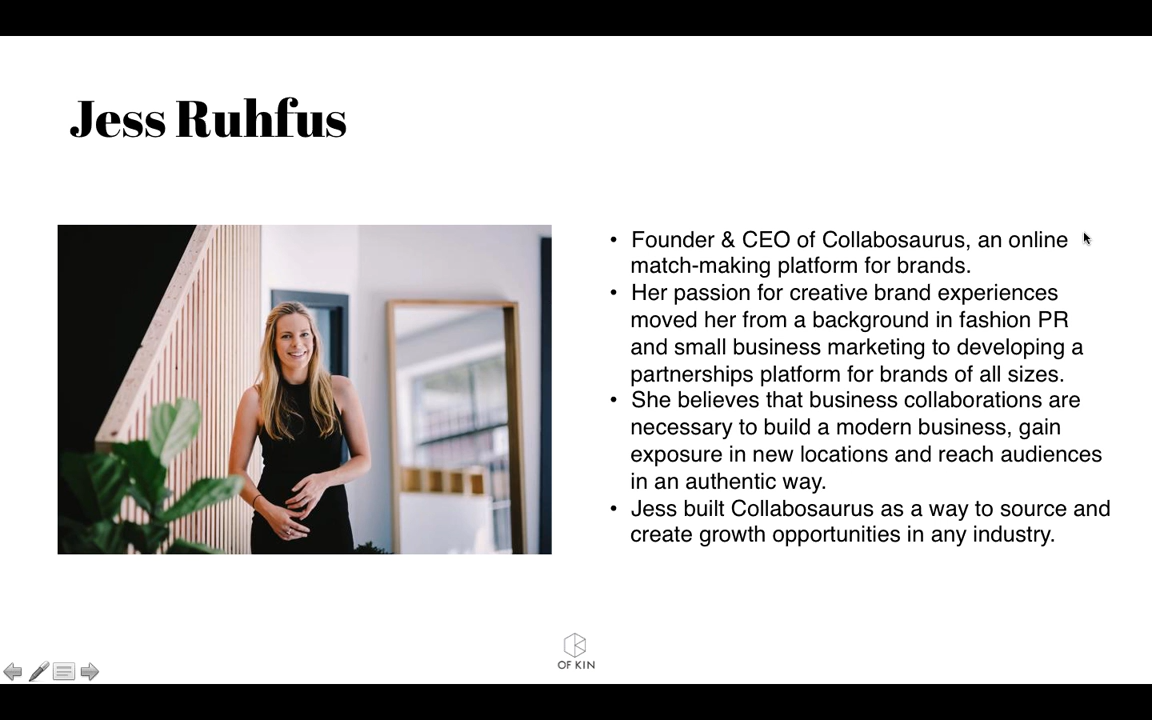 Jess Ruhfus
• Founder & CEO of Collabosaurus, an online
match-making platform for brands.
• Her passion for creative brand experiences
moved her from a background in fashion PR
and small business marketing to developing a
partnerships platform for brands of all sizes.
• She believes that business collaborations are
necessary to build a modern business, gain
exposure in new locations and reach audiences
in an authentic way.
• Jess built Collabosaurus as a way to source and
create growth opportunities in any industry.
OF KIN